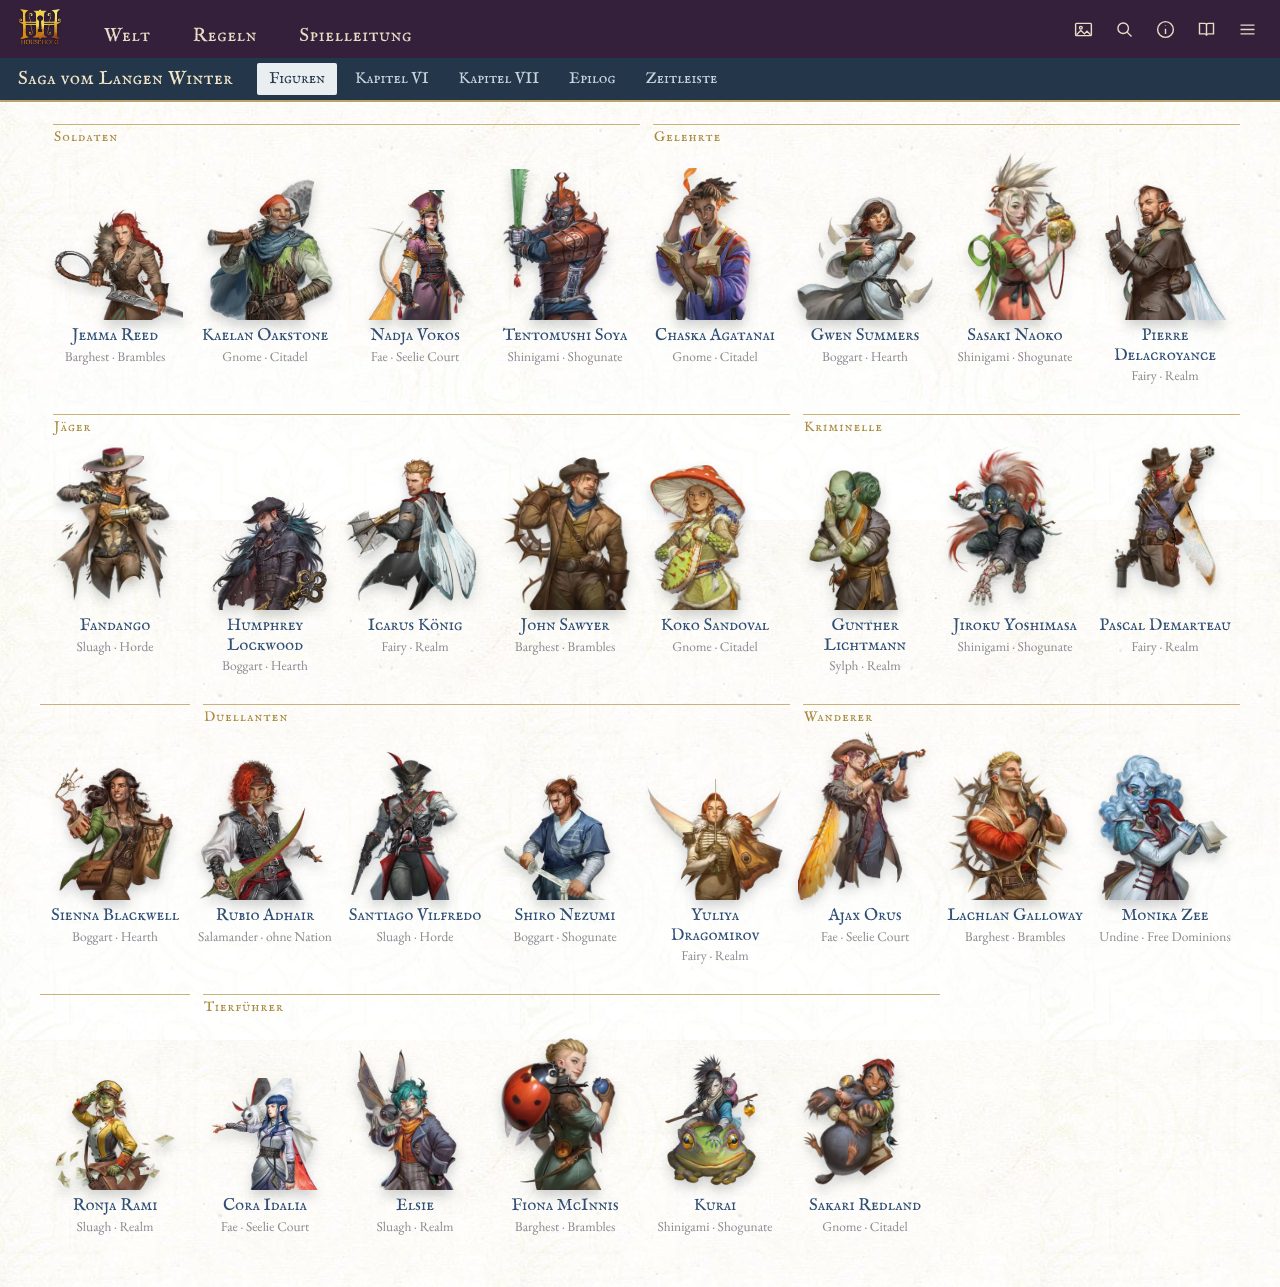 HOUSEHOLD
Welt Regeln Spielleitung
Saga vom Langen Winter Figuren Kapitel VI Kapitel VII Epilog Zeitleiste
Soldaten Gelehrte
Jemma Reed Kaelan Oakstone Nadja Vokos Tentomushi Soya Chaska Agatanai Gwen Summers Sasaki Naoko Pierre
Delacroyance
Barghest · Brambles Gnome · Citadel Fae · Seelie Court Shinigami · Shogunate Gnome · Citadel Boggart · Hearth Shinigami · Shogunate
Fairy · Realm
Jäger Kriminelle
Fandango Humphrey Icarus König John Sawyer Koko Sandoval Gunther Jiroku Yoshimasa Pascal Demarteau
Lockwood Lichtmann
Sluagh · Horde Fairy · Realm Barghest · Brambles Gnome · Citadel Shinigami · Shogunate Fairy · Realm
Boggart · Hearth Sylph · Realm
Duellanten Wanderer
Sienna Blackwell Rubio Adhair Santiago Vilfredo Shiro Nezumi Yuliya Ajax Orus Lachlan Galloway Monika Zee
Dragomirov
Boggart · Hearth Salamander · ohne Nation Sluagh · Horde Boggart · Shogunate Fae · Seelie Court Barghest · Brambles Undine · Free Dominions
Fairy · Realm
Tierführer
Ronja Rami Cora Idalia Elsie Fiona McInnis Kurai Sakari Redland
Sluagh · Realm Fae · Seelie Court Sluagh · Realm Barghest · Brambles Shinigami · Shogunate Gnome · Citadel